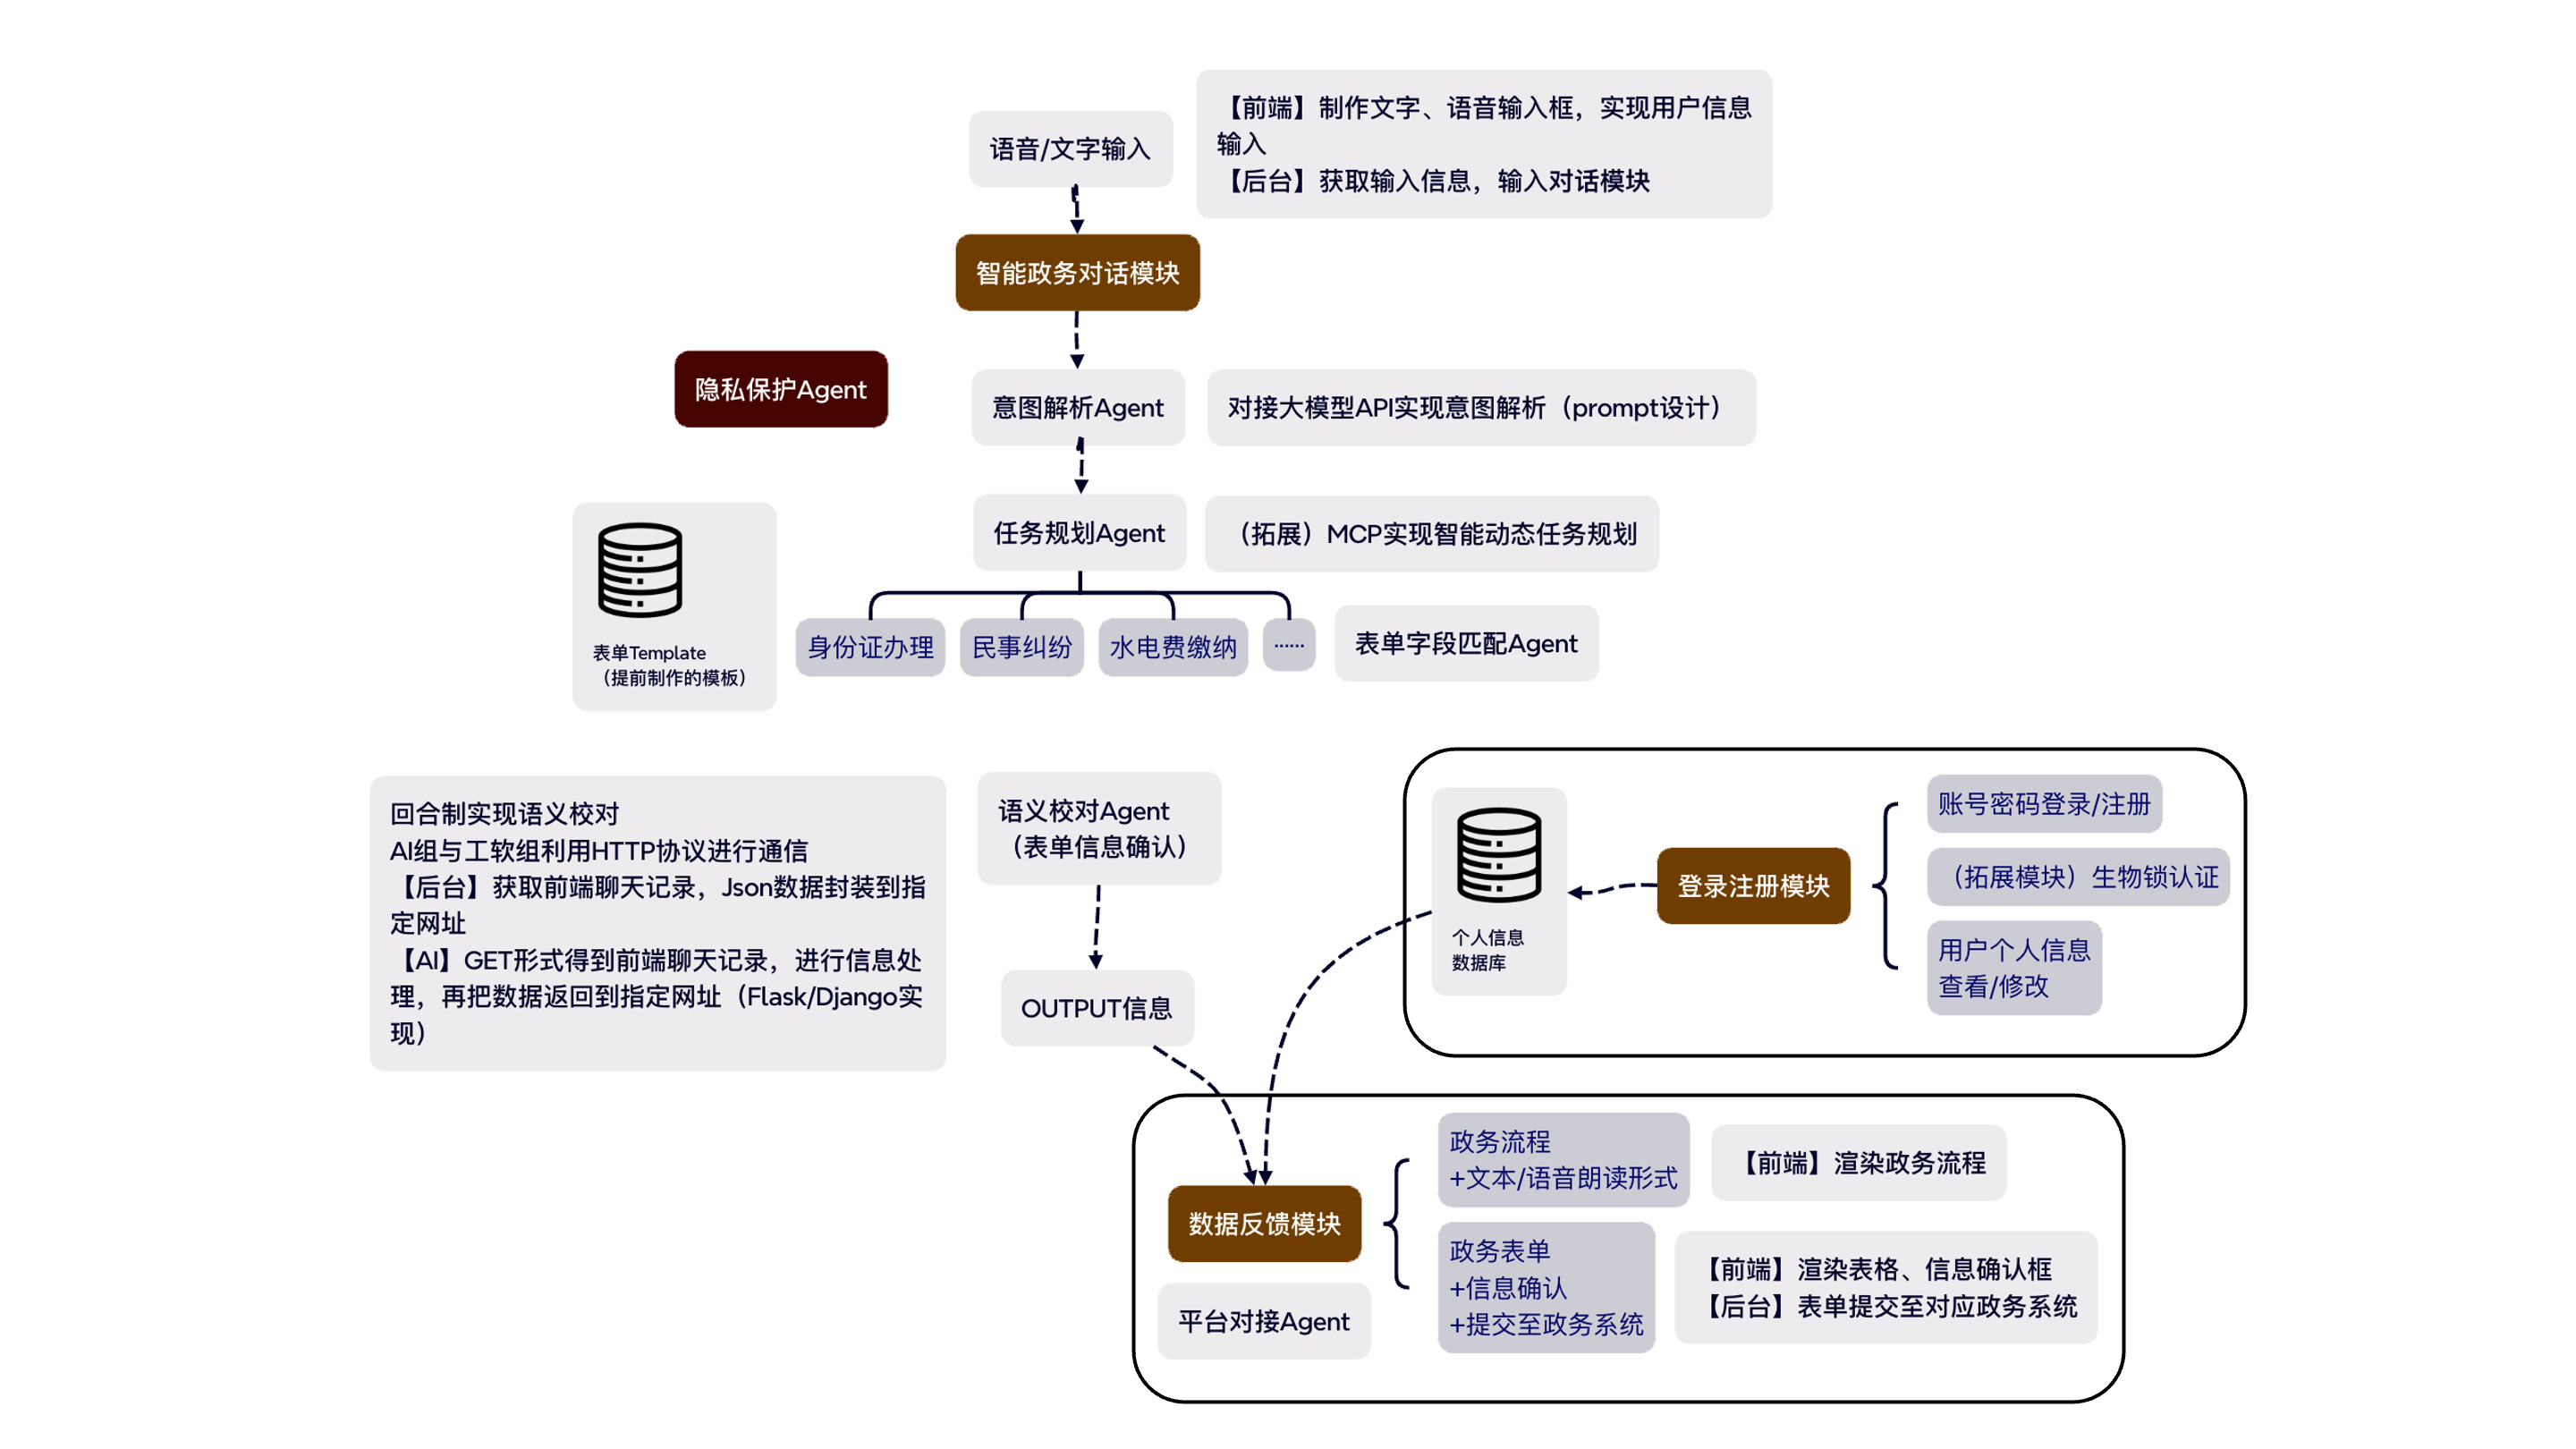 语音/文字输入
【前端】制作文字、语音输入框，实现用户信息
输入
【后台】获取输入信息，输入对话模块
智能政务对话模块
隐私保护Agent
意图解析Agent
对接大模型API实现意图解析（prompt设计）
任务规划Agent
（拓展）MCP实现智能动态任务规划
表单Template
（提前制作的模板）
身份证办理
民事纠纷
水电费缴纳
......
表单字段匹配Agent
回合制实现语义校对
AI组与工软组利用HTTP协议进行通信
【后台】获取前端聊天记录，Json数据封装到指
定网址
【AI】GET形式得到前端聊天记录，进行信息处
理，再把数据返回到指定网址（Flask/Django实
现）
语义校对Agent
（表单信息确认）
OUTPUT信息
个人信息
数据库
登录注册模块
账号密码登录/注册
（拓展模块）生物锁认证
用户个人信息
查看/修改
数据反馈模块
平台对接Agent
政务流程
+文本/语音朗读形式
【前端】渲染政务流程
政务表单
+信息确认
+提交至政务系统
【前端】渲染表格、信息确认框
【后台】表单提交至对应政务系统